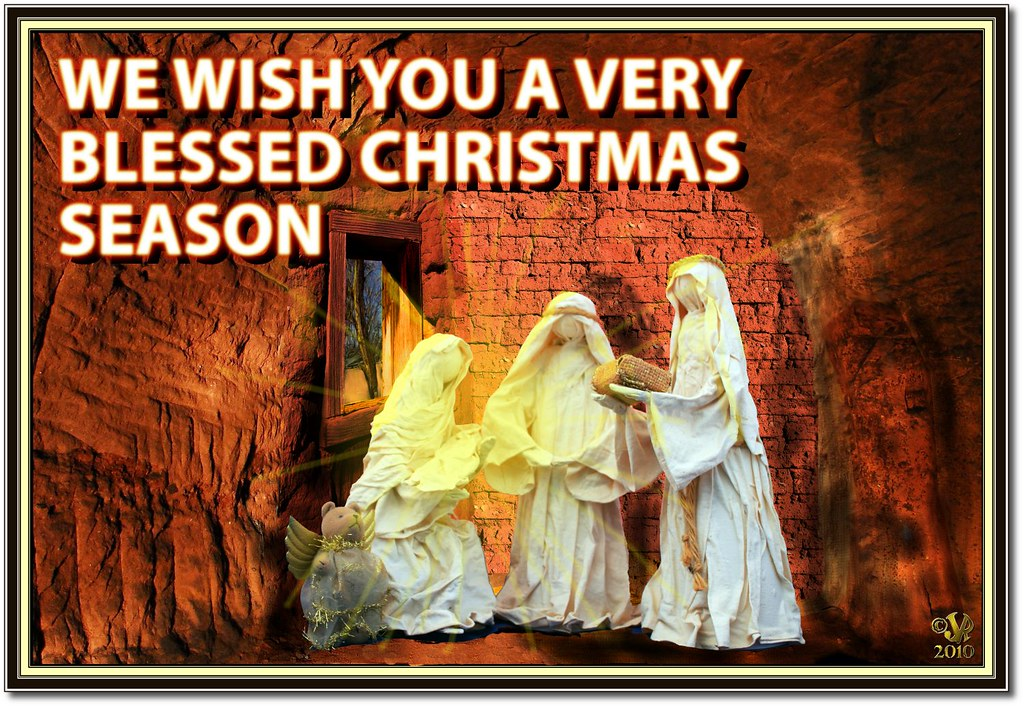 WE WISH YOU A VERY
BLESSED CHRISTMAS
SEASON
©
2010